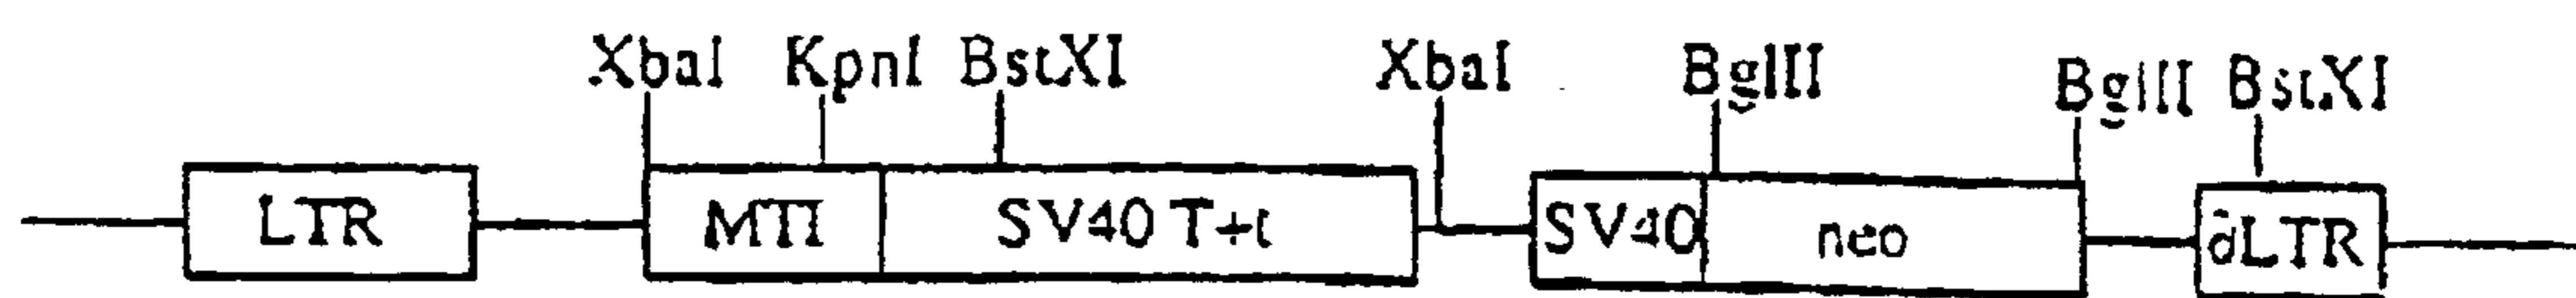 XbaI KpnI BstXI XbaI BglII BglII BstXI
LTR MTI SV40 T+t SV40 neo ∂LTR